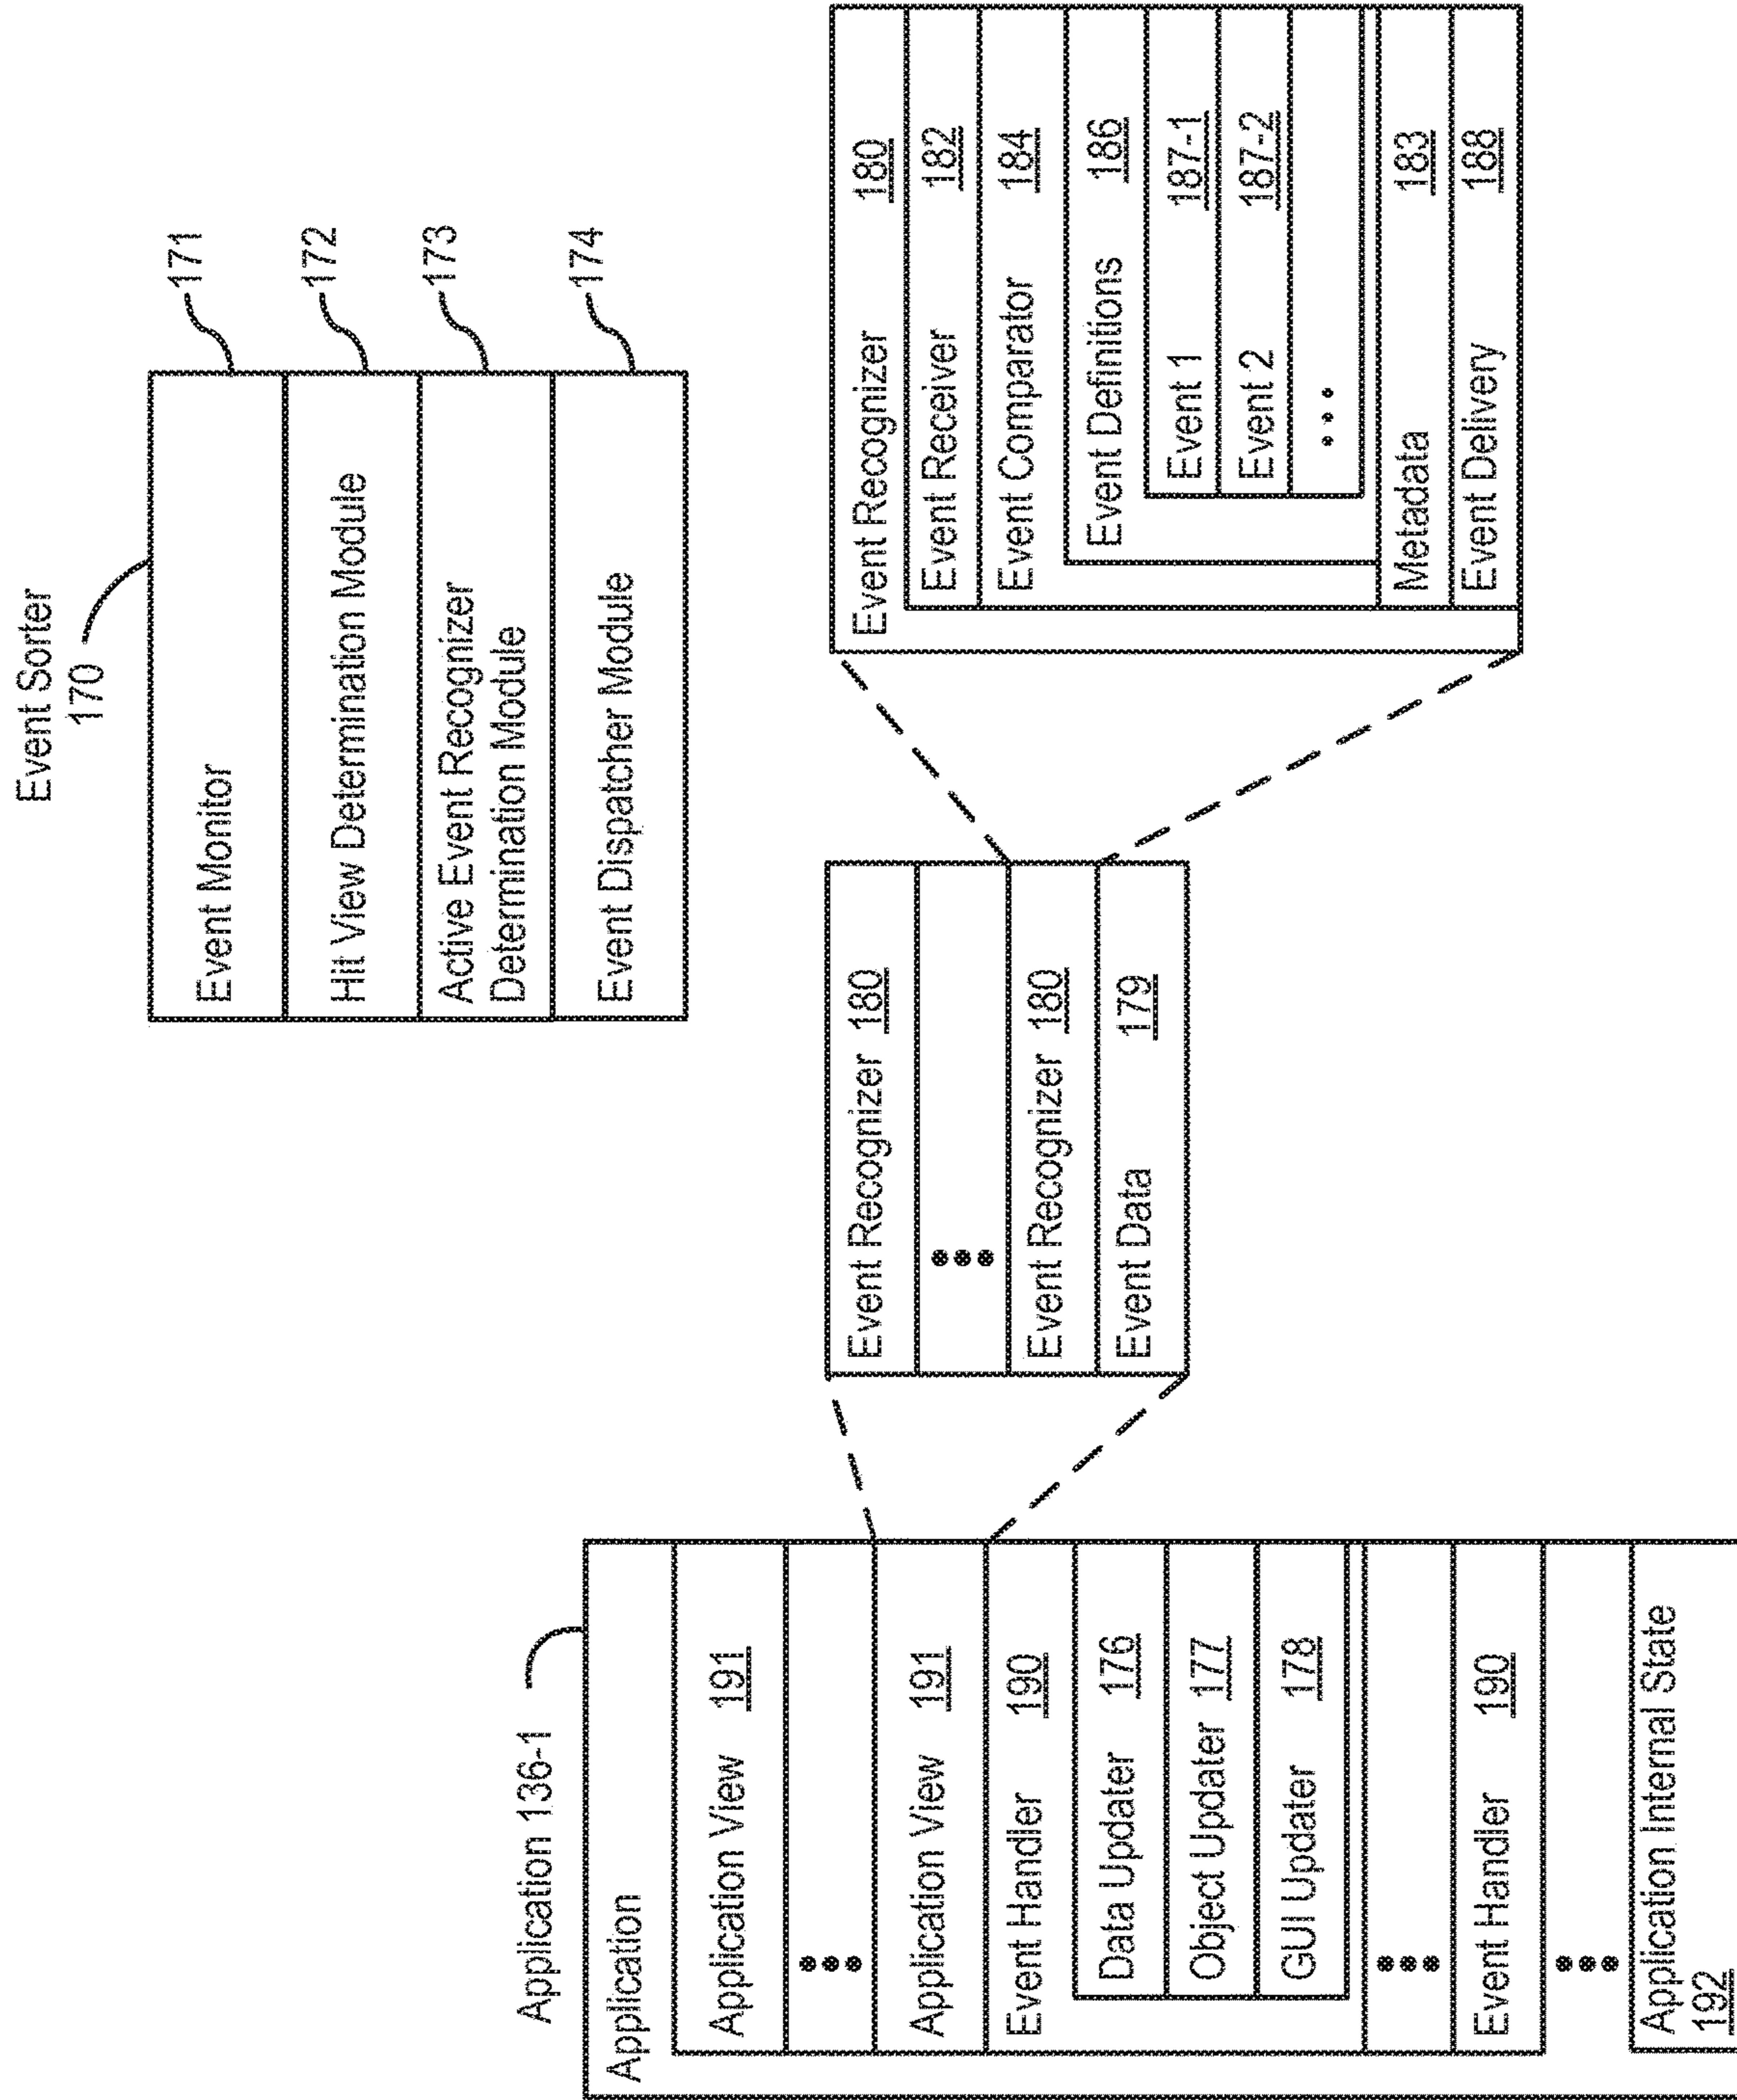 Event Sorter
170
Event Monitor
171
Hit View Determination Module
172
Active Event Recognizer
Determination Module
173
Event Dispatcher Module
174
Application 136-1
Application
Application View 191
•••
Application View 191
Event Handler 190
Data Updater 176
Object Updater 177
GUI Updater 178
•••
Event Handler 190
•••
Application Internal State
192
Event Recognizer 180
•••
Event Recognizer 180
Event Data 179
Event Recognizer 180
Event Receiver 182
Event Comparator 184
Event Definitions 186
Event 1 187-1
Event 2 187-2
•••
Metadata 183
Event Delivery 188